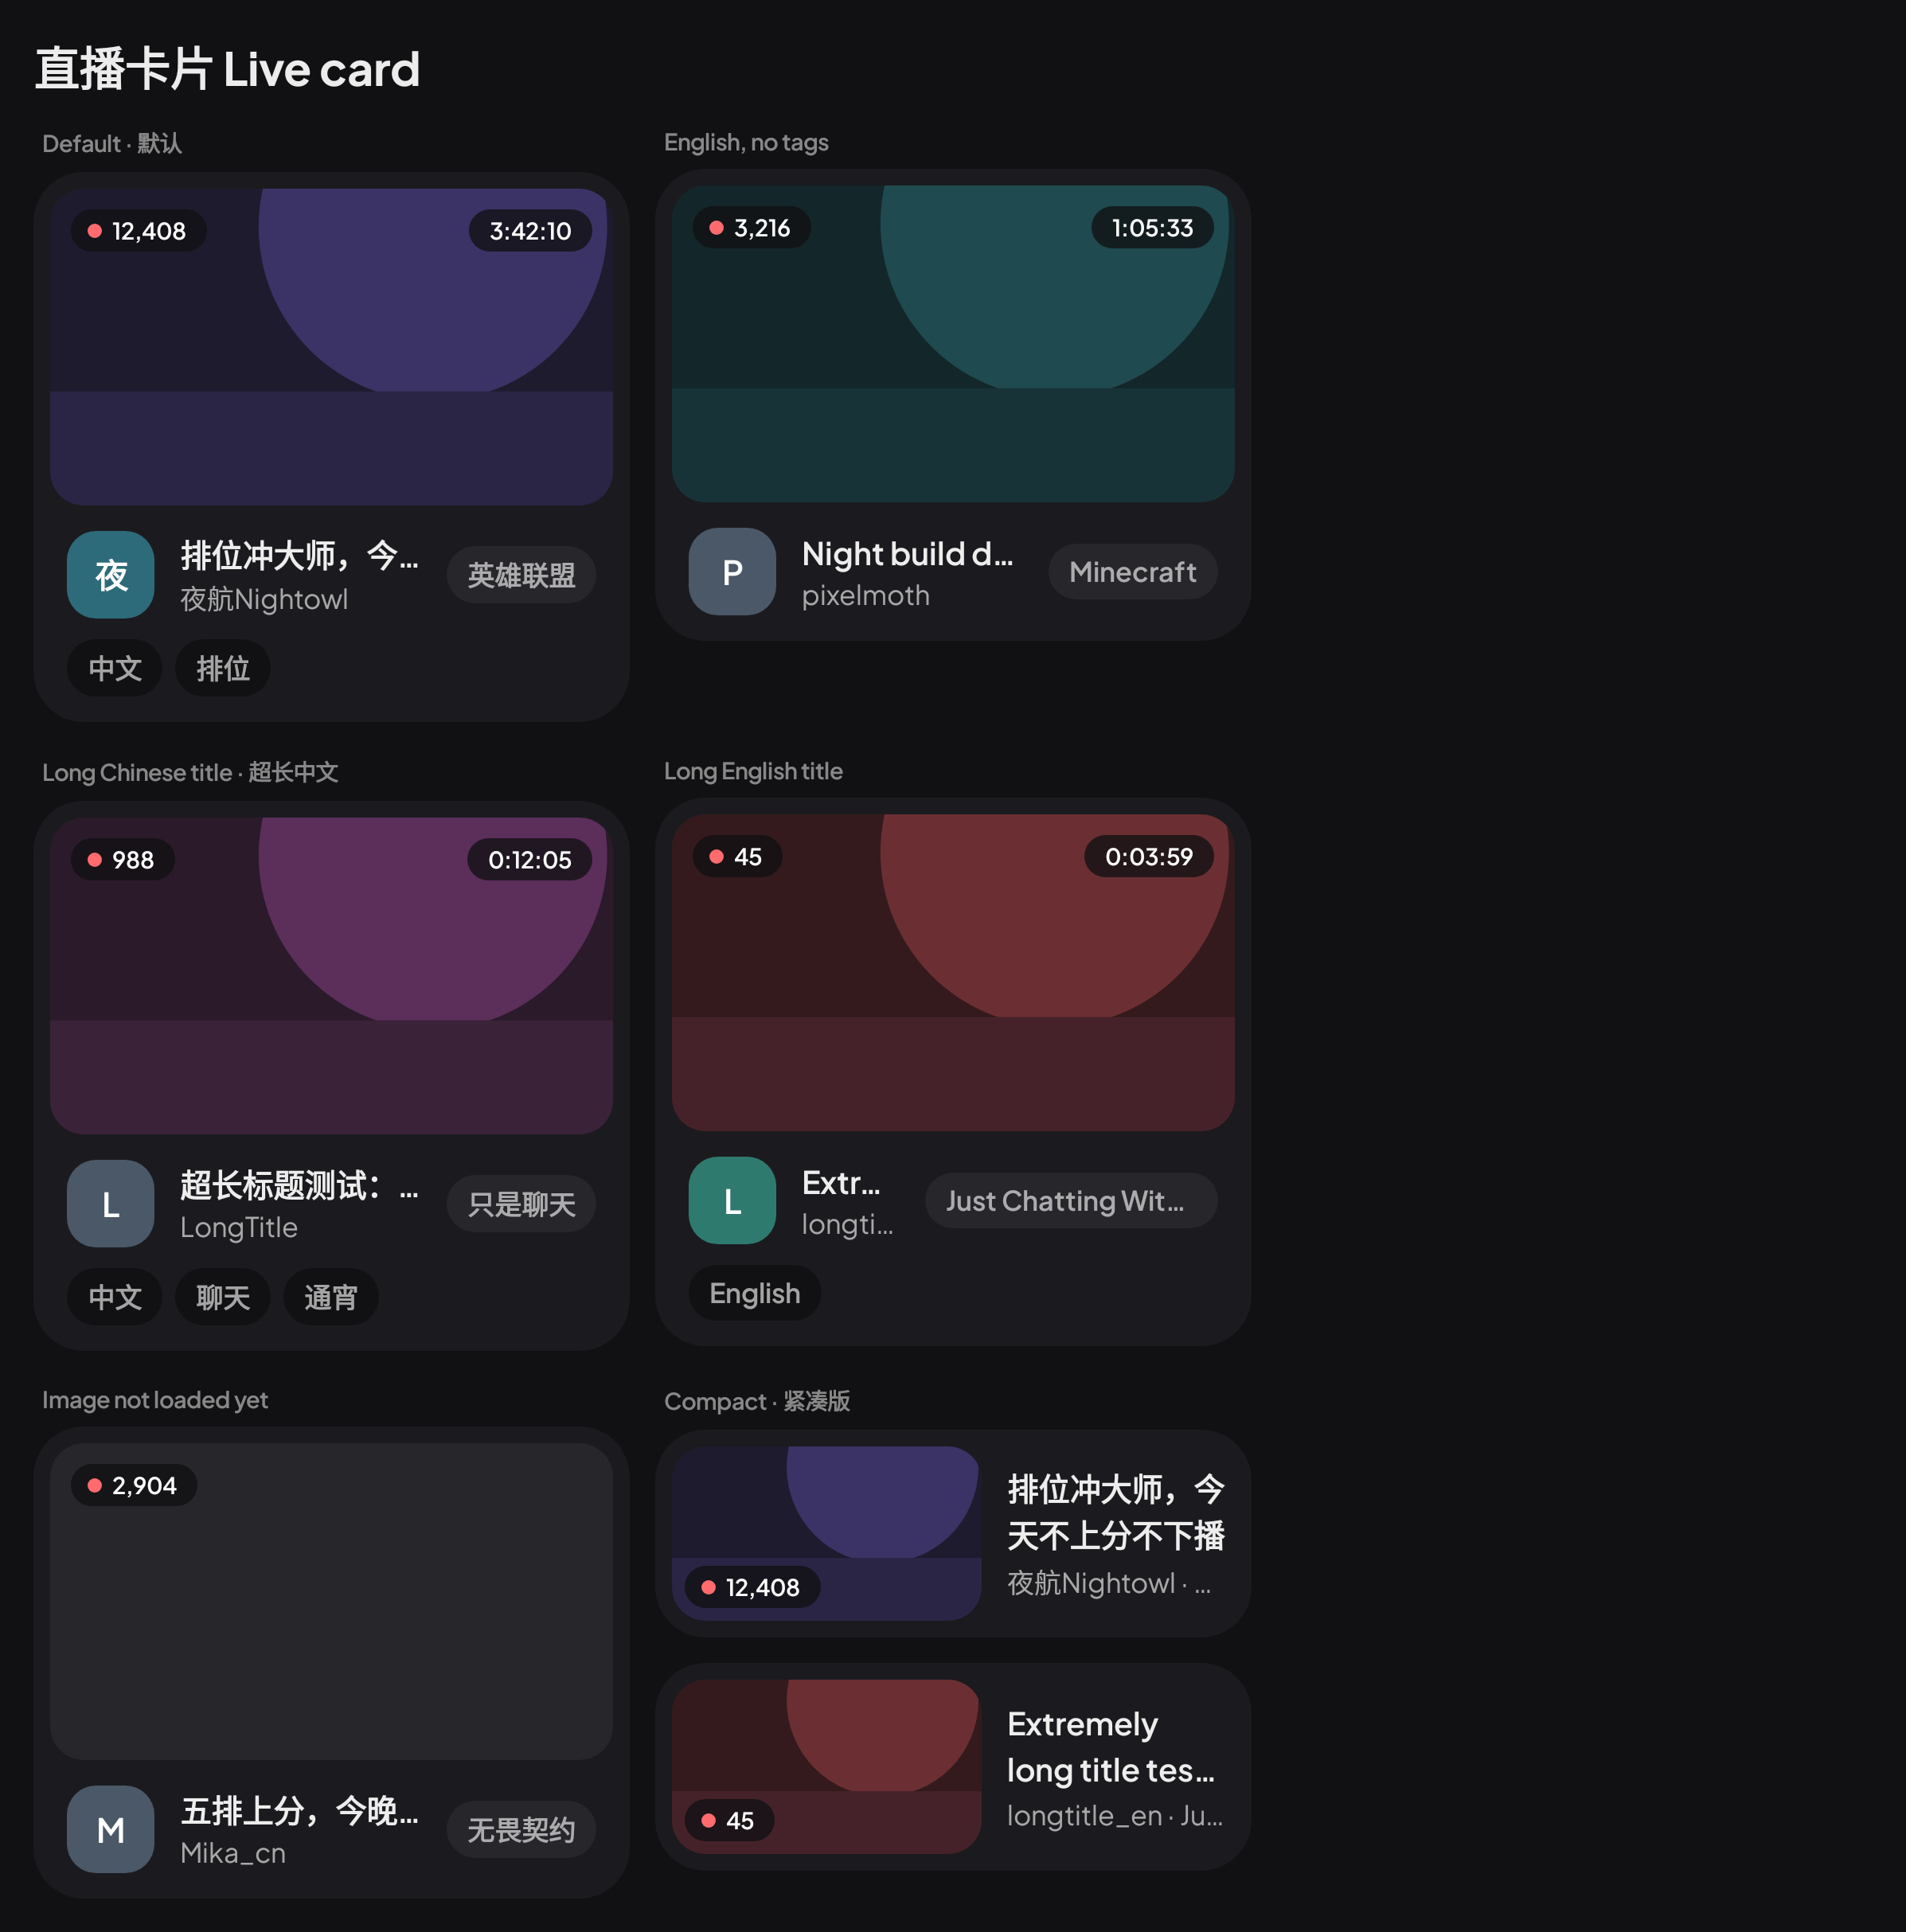 直播卡片 Live card
Default · 默认
12,408
3:42:10
夜
排位冲大师，今…
夜航Nightowl
英雄联盟
中文
排位
English, no tags
3,216
1:05:33
P
Night build d…
pixelmoth
Minecraft
Long Chinese title · 超长中文
988
0:12:05
L
超长标题测试：…
LongTitle
只是聊天
中文
聊天
通宵
Long English title
45
0:03:59
L
Extr…
longti…
Just Chatting Wit…
English
Image not loaded yet
2,904
M
五排上分，今晚…
Mika_cn
无畏契约
Compact · 紧凑版
12,408
排位冲大师，今
天不上分不下播
夜航Nightowl · …
45
Extremely
long title tes…
longtitle_en · Ju…